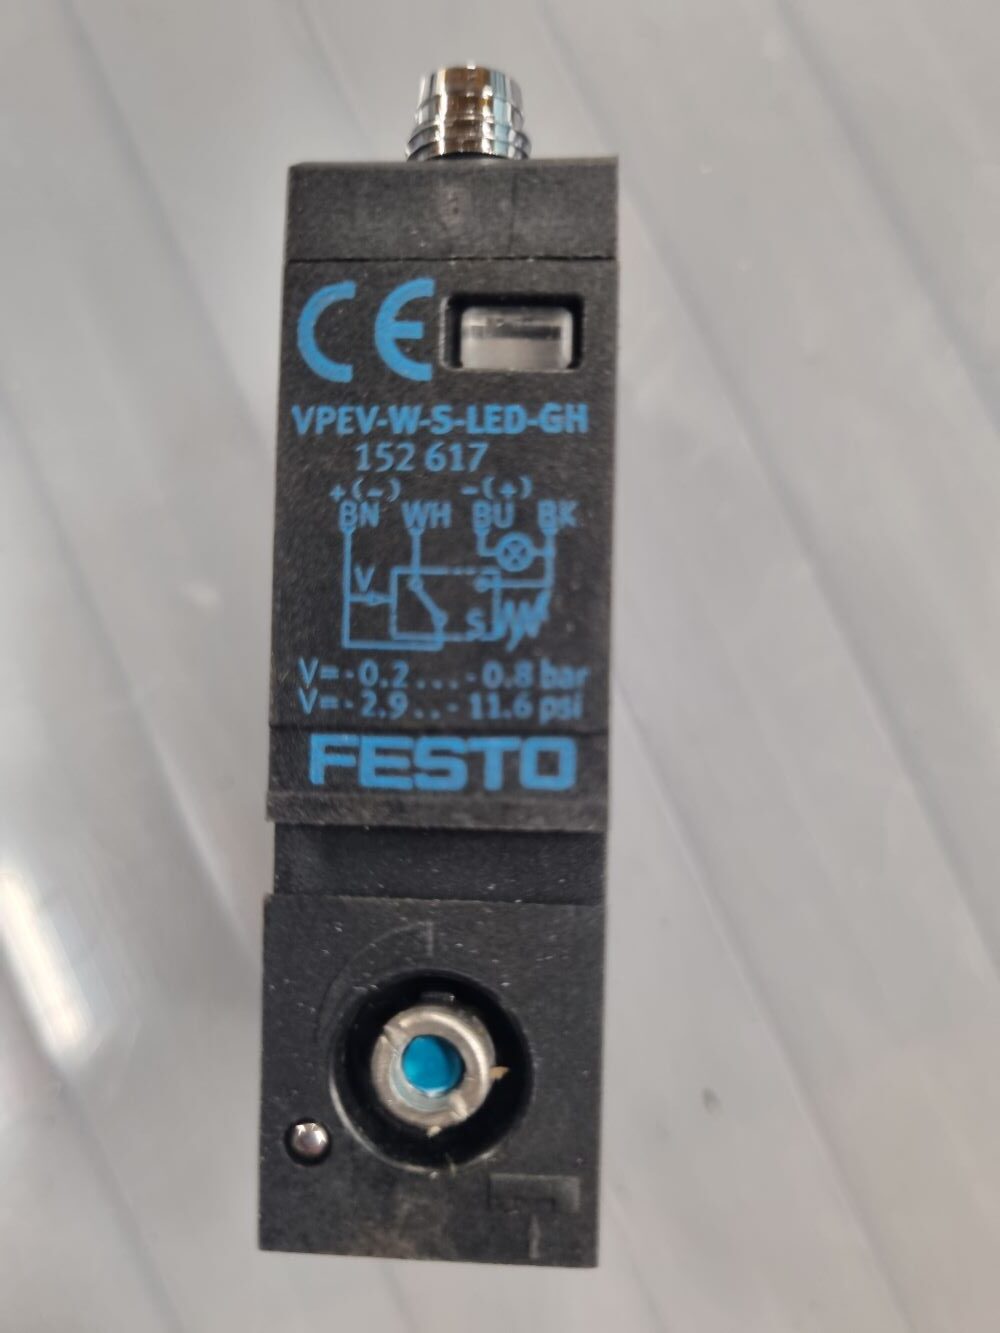 CE
VPEV-W-S-LED-GH
152 617
+(-) -(+)
BN WH BU BK
V
S
V=-0.2...-0.8 bar
V=-2.9..-11.6 psi
FESTO